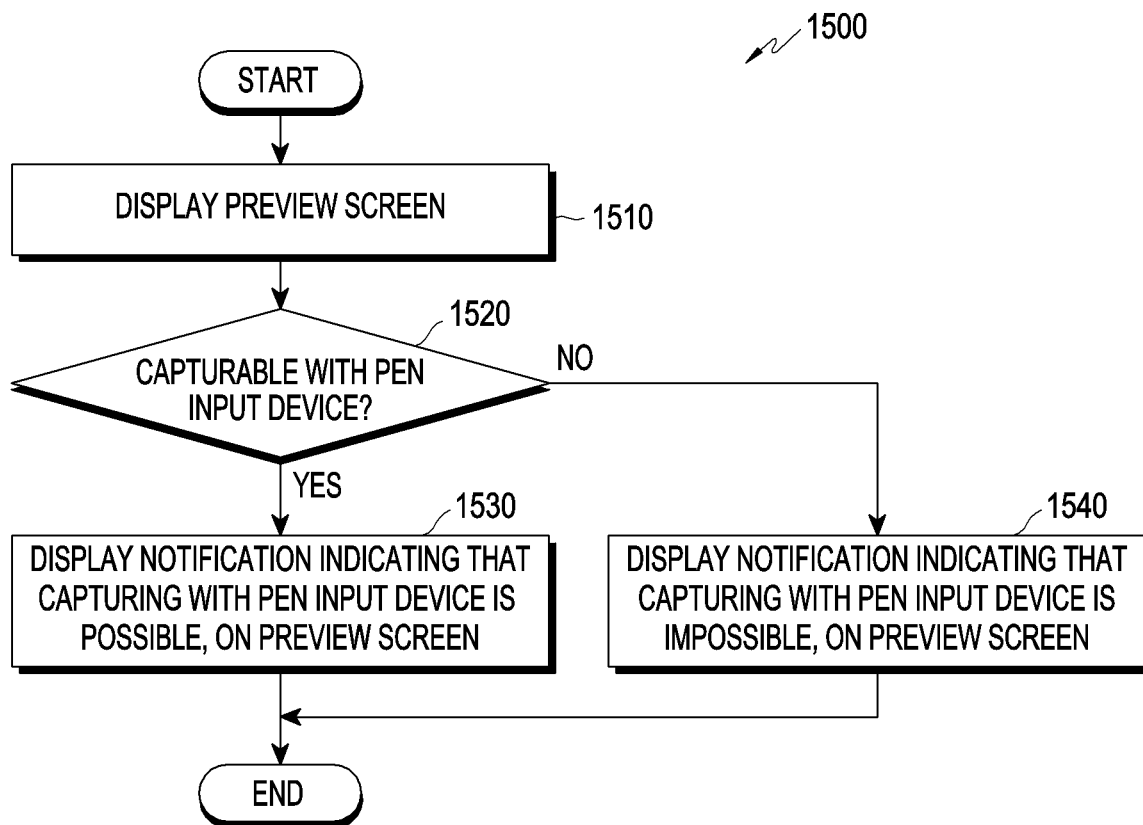 1500
START
DISPLAY PREVIEW SCREEN
1510
1520
CAPTURABLE WITH PEN
INPUT DEVICE?
NO
YES
1530
DISPLAY NOTIFICATION INDICATING THAT
CAPTURING WITH PEN INPUT DEVICE IS
POSSIBLE, ON PREVIEW SCREEN
1540
DISPLAY NOTIFICATION INDICATING THAT
CAPTURING WITH PEN INPUT DEVICE IS
IMPOSSIBLE, ON PREVIEW SCREEN
END